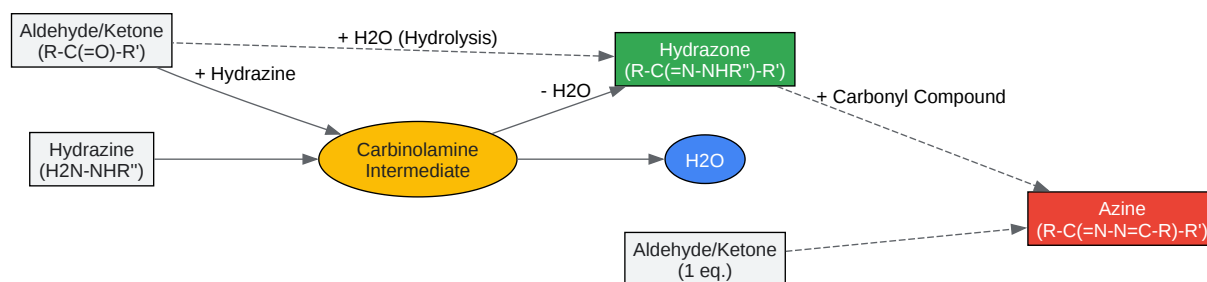 Aldehyde/Ketone
(R-C(=O)-R')
+ H2O (Hydrolysis)
Hydrazone
(R-C(=N-NHR")-R')
+ Hydrazine
- H2O
+ Carbonyl Compound
Hydrazine
(H2N-NHR")
Carbinolamine
Intermediate
H2O
Azine
(R-C(=N-N=C-R)-R')
Aldehyde/Ketone
(1 eq.)